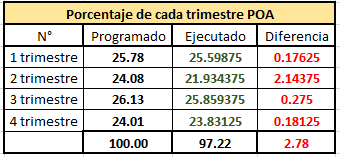 Porcentaje de cada trimestre POA
N° Programado Ejecutado Diferencia
1 trimestre 25.78 25.59875 0.17625
2 trimestre 24.08 21.934375 2.14375
3 trimestre 26.13 25.859375 0.275
4 trimestre 24.01 23.83125 0.18125
100.00 97.22 2.78